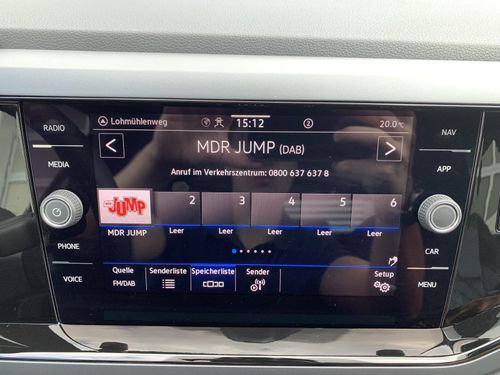 Lohmühlenweg 15:12 2 20.0°C
RADIO
MEDIA
PHONE
VOICE
< MDR JUMP (DAB) >
Anruf im Verkehrszentrum: 0800 637 637 8
JUMP 2 3 4 5 6
MDR JUMP Leer Leer Leer Leer Leer
Quelle Senderliste Speicherliste Sender Setup
FM/DAB
NAV
APP
CAR
MENU